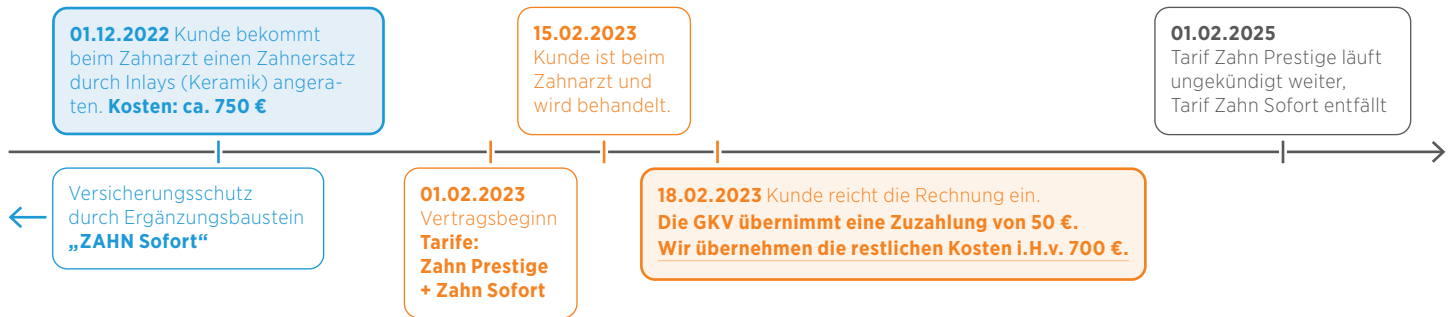 01.12.2022 Kunde bekommt
beim Zahnarzt einen Zahnersatz
durch Inlays (Keramik) angera-
ten. Kosten: ca. 750 €
Versicherungsschutz
durch Ergänzungsbaustein
„ZAHN Sofort“
01.02.2023
Vertragsbeginn
Tarife:
Zahn Prestige
+ Zahn Sofort
15.02.2023
Kunde ist beim
Zahnarzt und
wird behandelt.
18.02.2023 Kunde reicht die Rechnung ein.
Die GKV übernimmt eine Zuzahlung von 50 €.
Wir übernehmen die restlichen Kosten i.H.v. 700 €.
01.02.2025
Tarif Zahn Prestige läuft
ungekündigt weiter,
Tarif Zahn Sofort entfällt